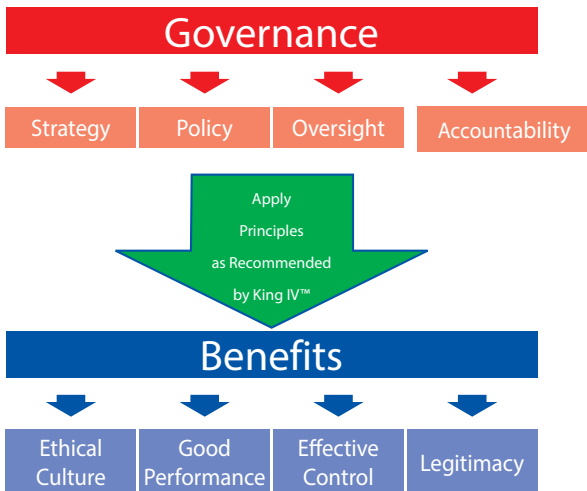 Governance
Strategy
Policy
Oversight
Accountability
Apply
Principles
as Recommended
by King IV™
Benefits
Ethical
Culture
Good
Performance
Effective
Control
Legitimacy